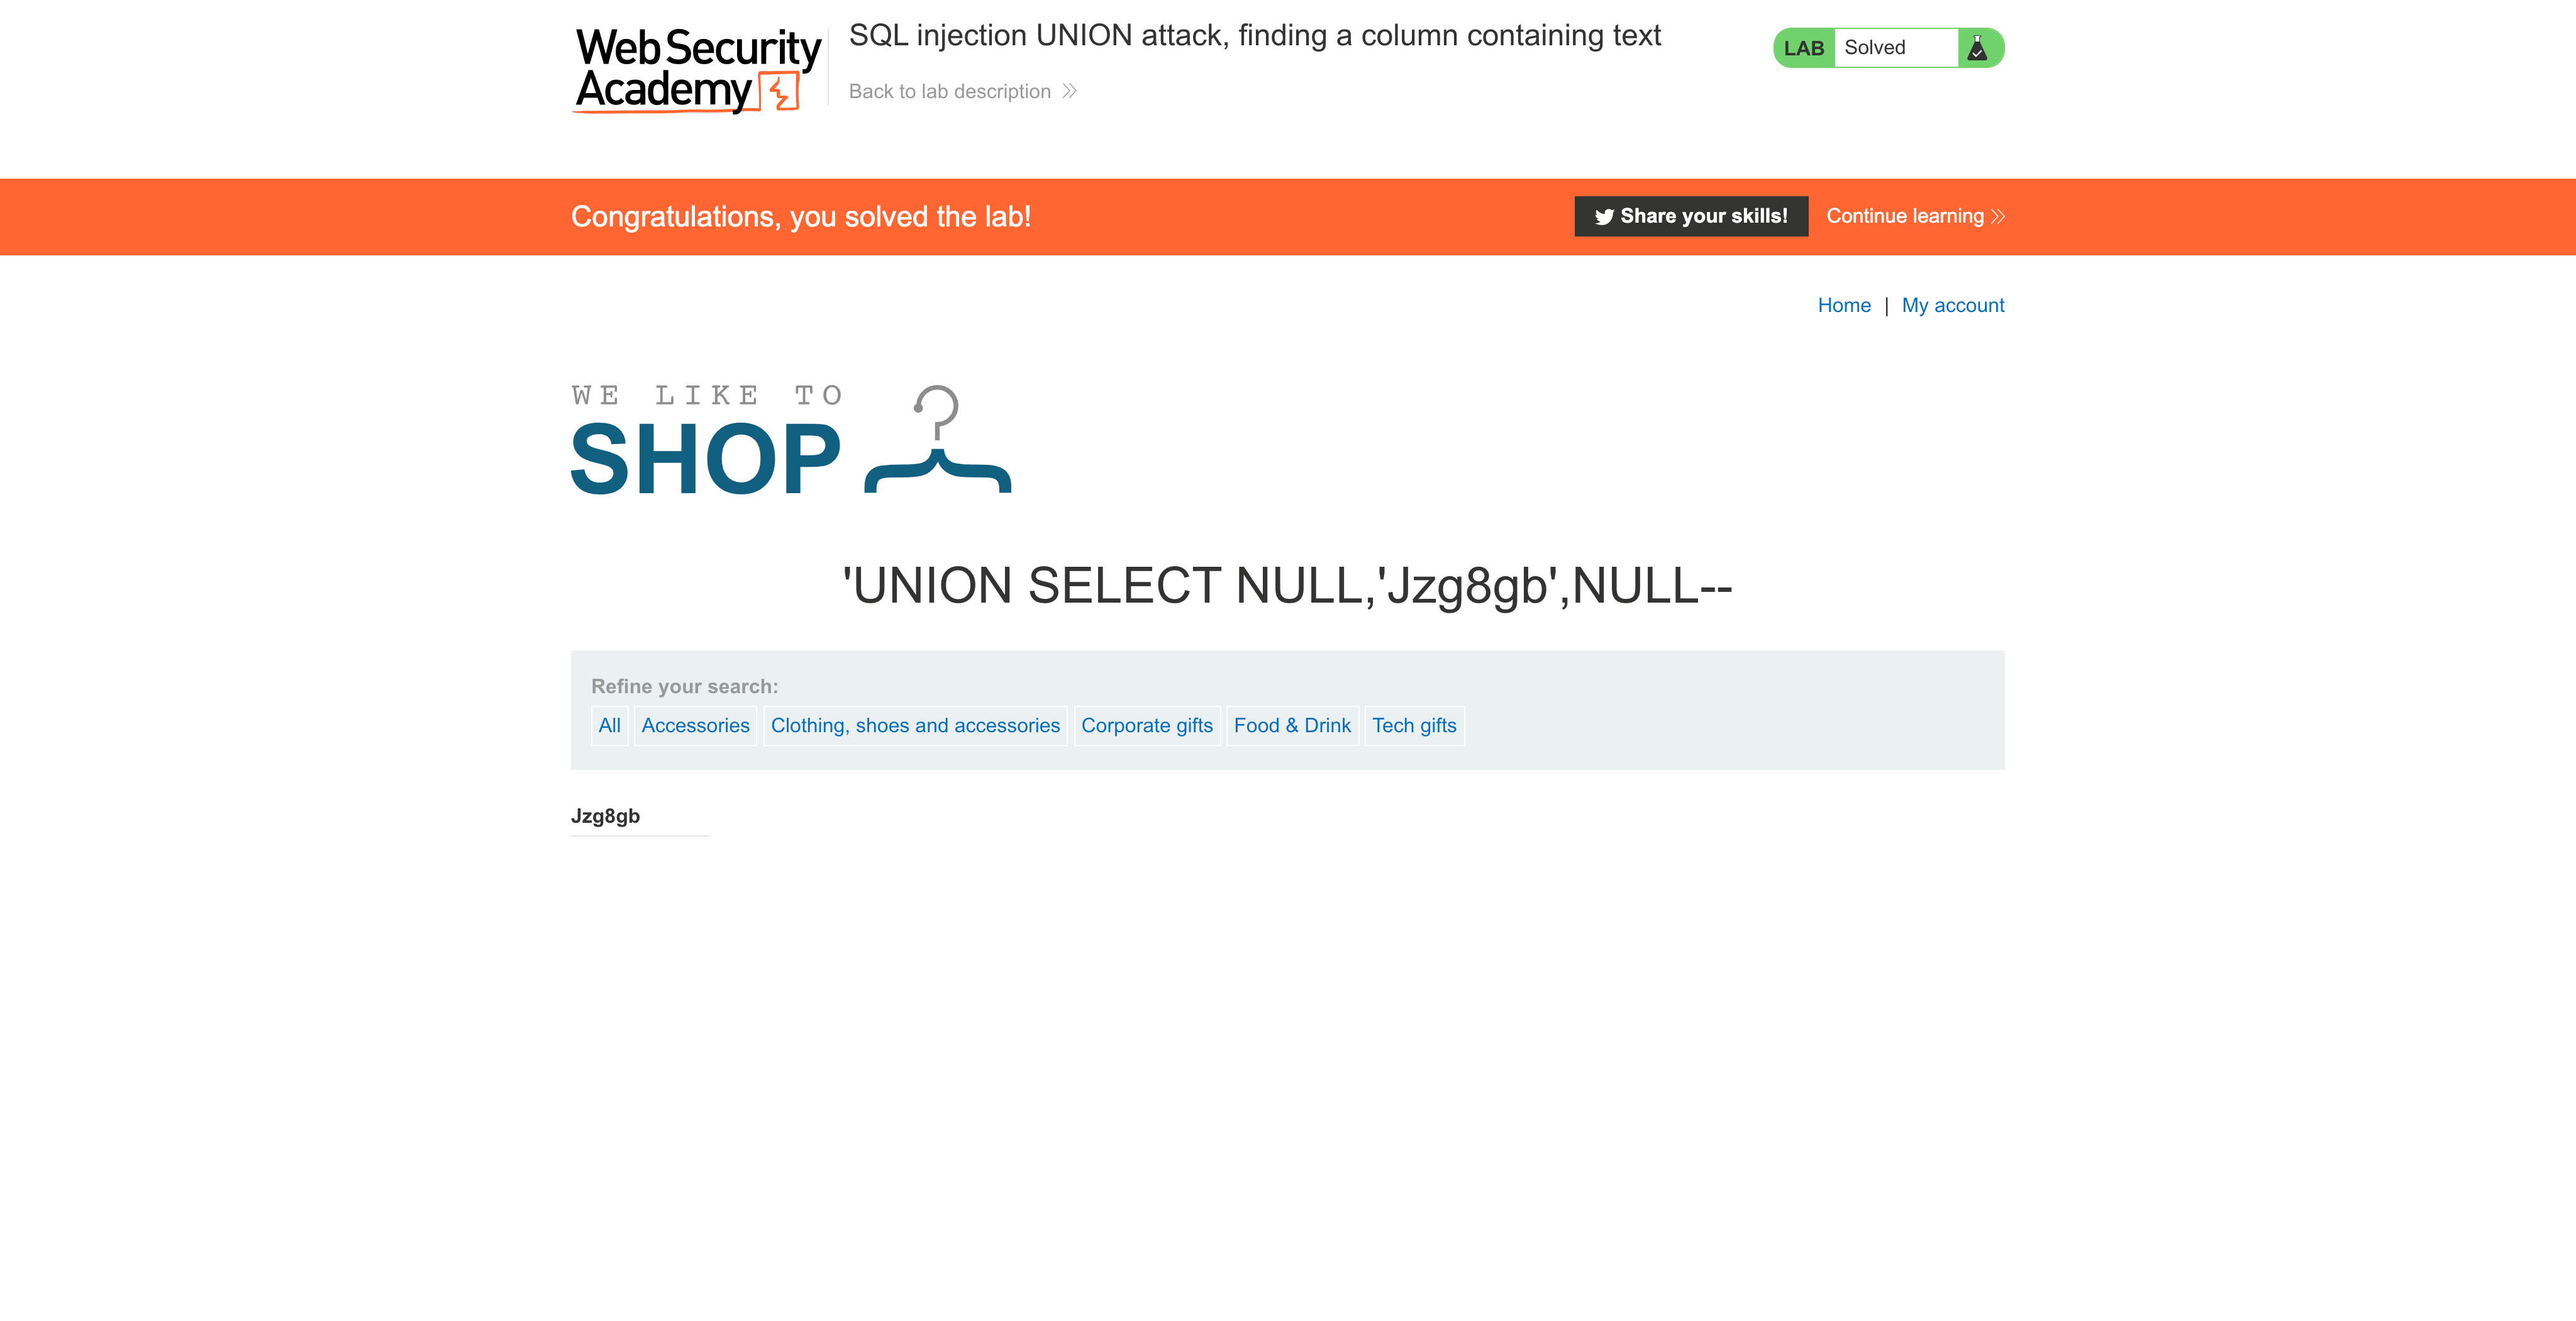 Web Security
Academy
SQL injection UNION attack, finding a column containing text
Back to lab description
LAB Solved
Congratulations, you solved the lab!
Share your skills!
Continue learning
Home | My account
WE LIKE TO
SHOP
'UNION SELECT NULL,'Jzg8gb',NULL--
Refine your search:
All Accessories Clothing, shoes and accessories Corporate gifts Food & Drink Tech gifts
Jzg8gb